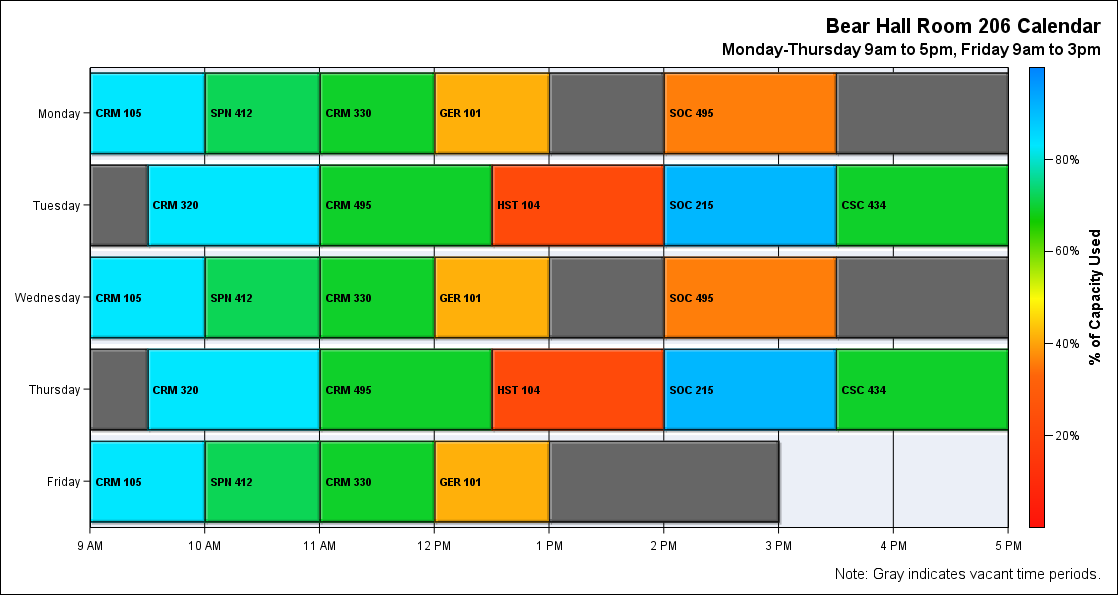 Bear Hall Room 206 Calendar
Monday-Thursday 9am to 5pm, Friday 9am to 3pm
Monday CRM 105 SPN 412 CRM 330 GER 101 SOC 495
Tuesday CRM 320 CRM 495 HST 104 SOC 215 CSC 434
Wednesday CRM 105 SPN 412 CRM 330 GER 101 SOC 495
Thursday CRM 320 CRM 495 HST 104 SOC 215 CSC 434
Friday CRM 105 SPN 412 CRM 330 GER 101
9 AM 10 AM 11 AM 12 PM 1 PM 2 PM 3 PM 4 PM 5 PM
80%
60%
40%
20%
% of Capacity Used
Note: Gray indicates vacant time periods.